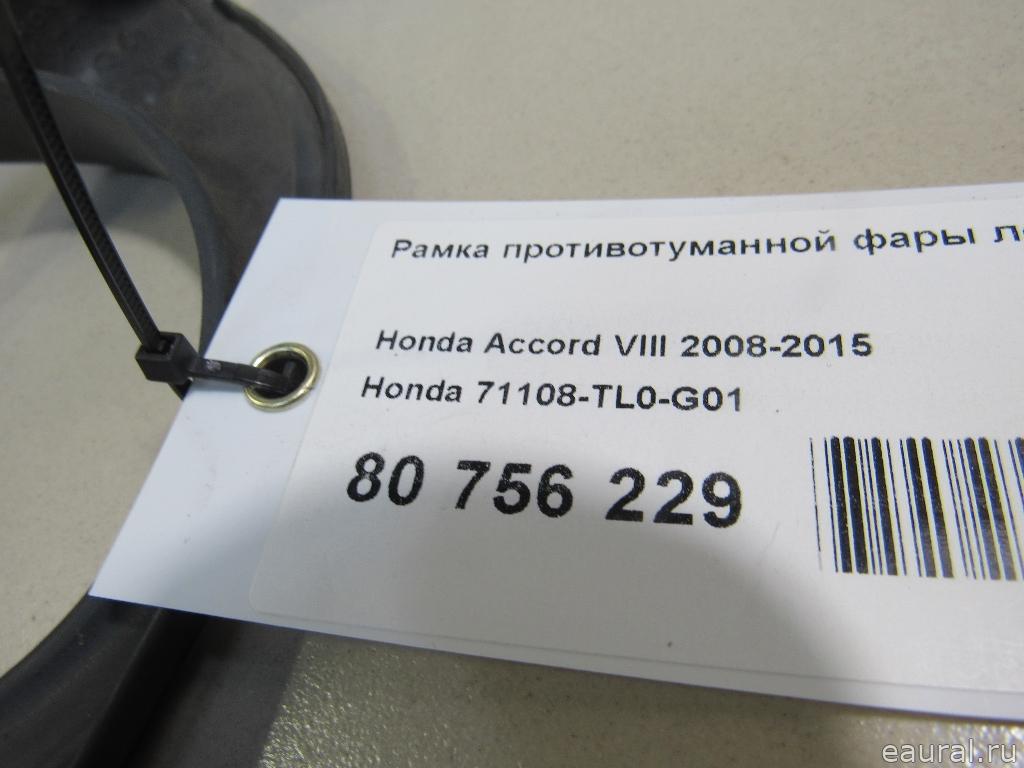 Рамка противотуманной фары
Honda Accord VIII 2008-2015
Honda 71108-TL0-G01
80 756 229
eaural.ru